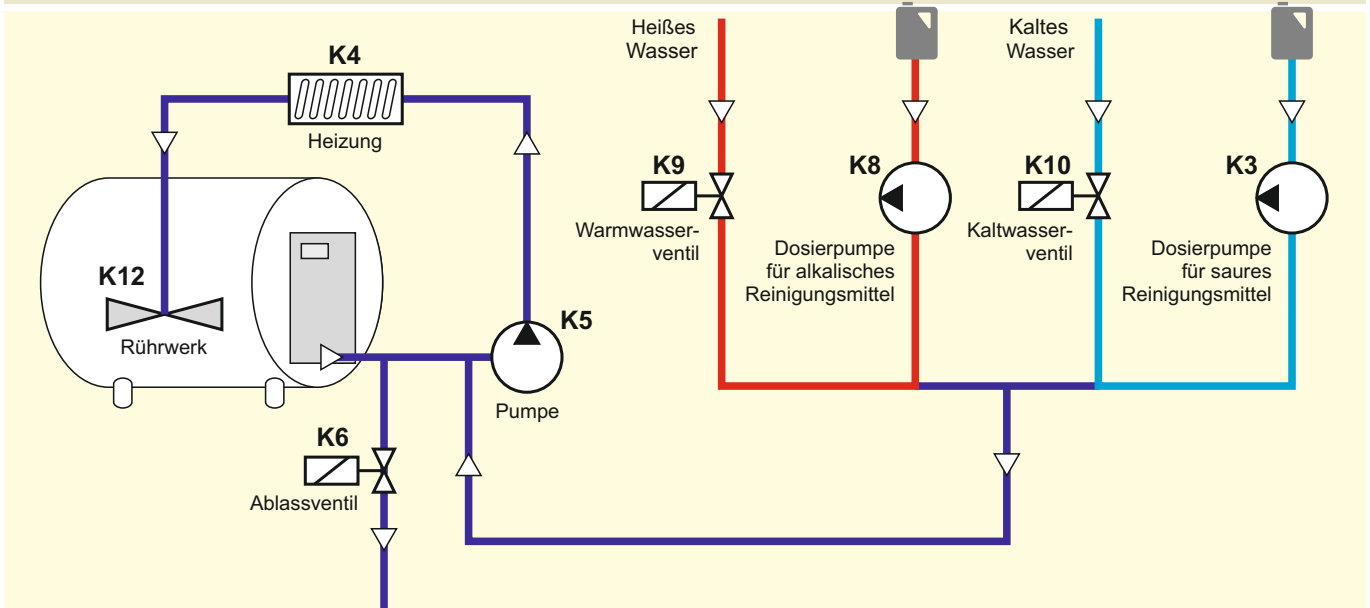 Heißes
Wasser
Kaltes
Wasser
K4
Heizung
K9
Warmwasser-
ventil
K8
Dosierpumpe
für alkalisches
Reinigungsmittel
K10
Kaltwasser-
ventil
K3
Dosierpumpe
für saures
Reinigungsmittel
K12
Rührwerk
K5
Pumpe
K6
Ablassventil